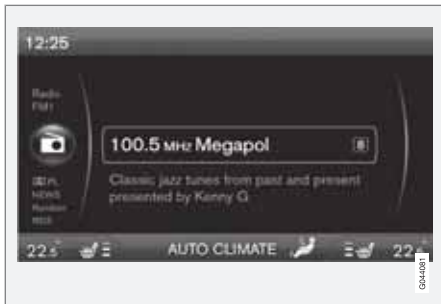 12:25
Radio
FM1
100.5 MHz Megapol
Classic jazz tunes from past and present
presented by Kenny G
NEWS
22.5
AUTO CLIMATE
22
G044081